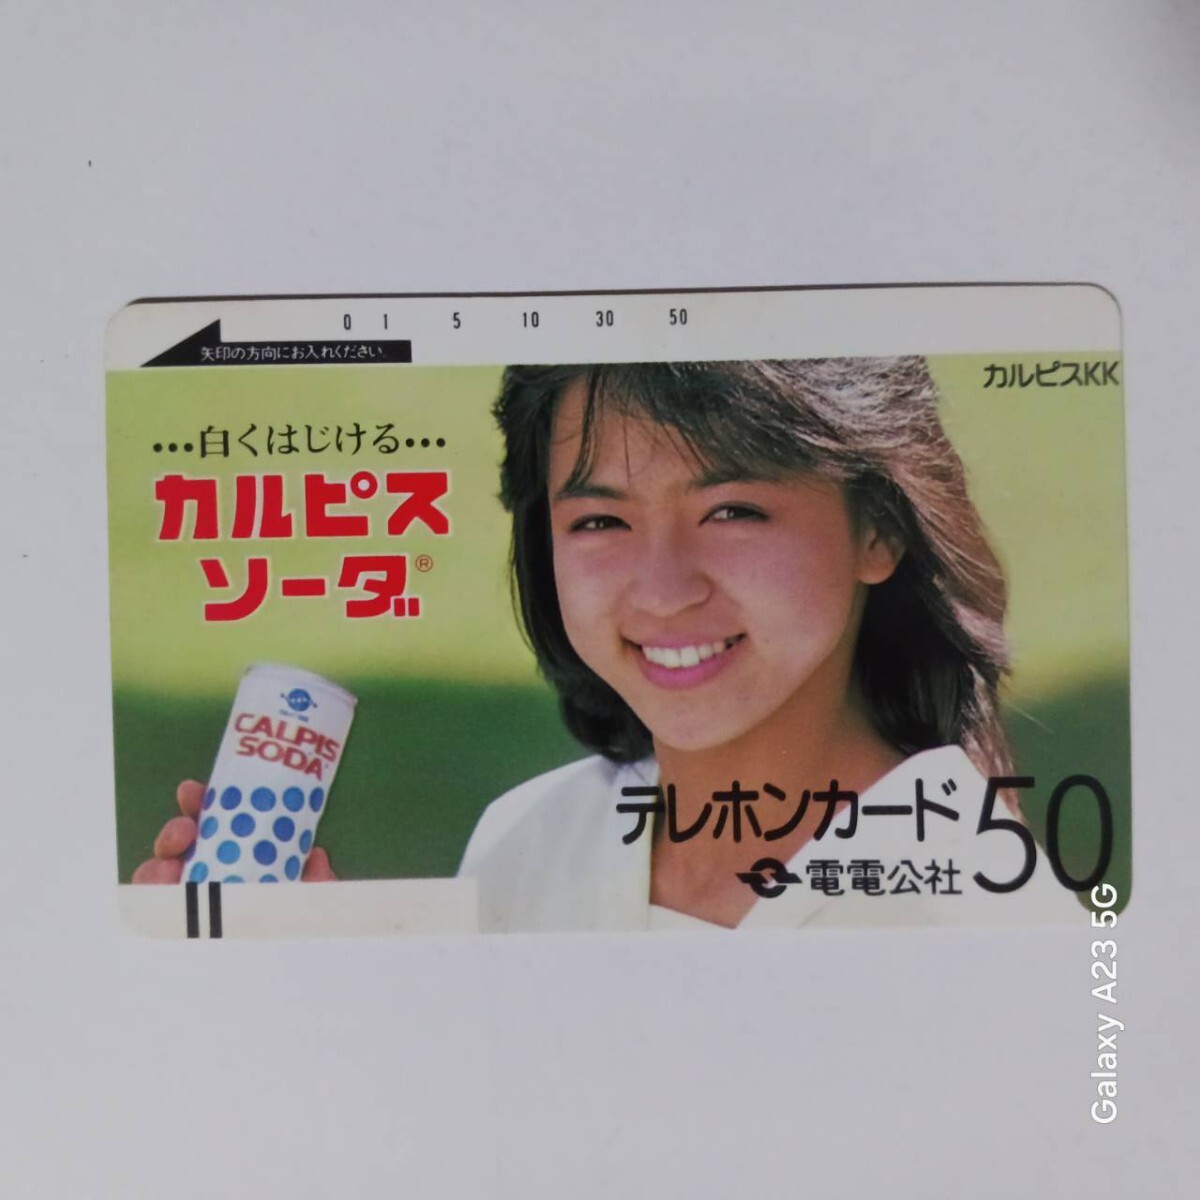 0 1 5 10 30 50
矢印の方向にお入れください
カルピスKK
…白くはじける…
カルピス
ソーダ®
CALPIS
SODA
テレホンカード50
電電公社
Galaxy A23 5G